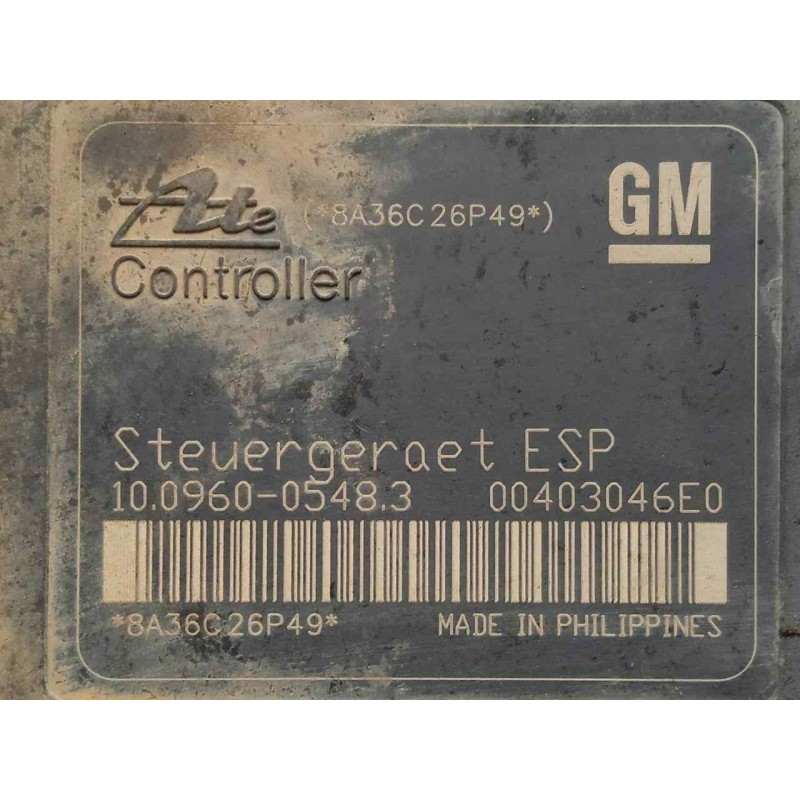 Ate (*8A36C26P49*) GM
Controller
Steuergeraet ESP
10.0960-0548.3 00403046E0
*8A36C26P49* MADE IN PHILIPPINES